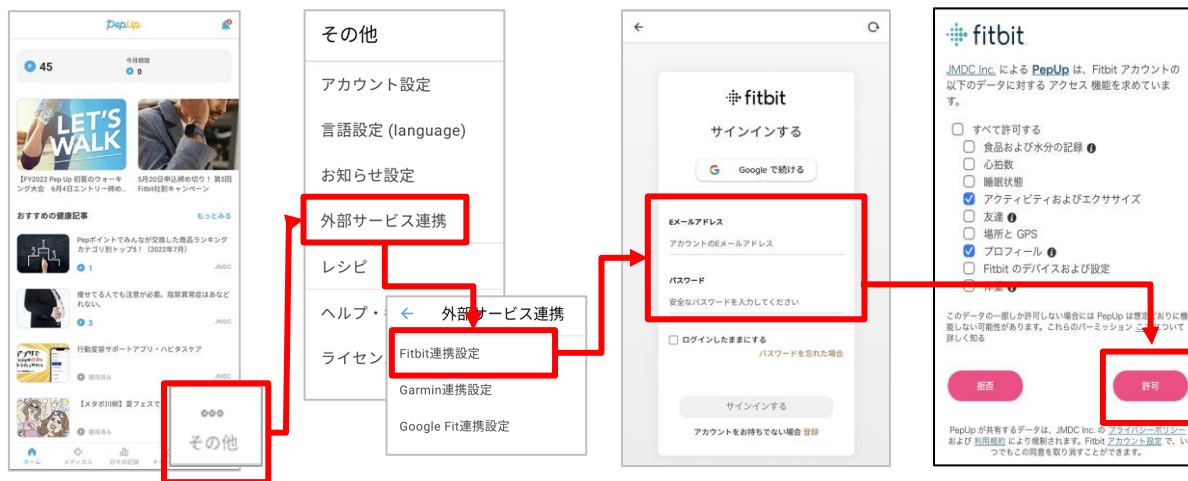 PepUp
45
今月期限
0
LET'S
WALK
【FY2022 Pep Up 初夏のウォーキ
ング大会 6月4日エントリー締め…
5月20日申込締め切り！ 第5回
Fitbit社割キャンペーン
おすすめの健康記事
もっとみる
Pepポイントでみんなが交換した商品ランキング
カテゴリ別トップ5！（2022年7月）
1
JMDC
痩せてる人でも注意が必要。脂質異常症はあなど
れない。
3
JMDC
行動変容サポートアプリ・ハビタスケア
獲得済み
JMDC
【メタボ川柳】夏フェスで
獲得済み
ホーム
メディカル
日々の記録
その他
その他
アカウント設定
言語設定 (language)
お知らせ設定
外部サービス連携
レシピ
ヘルプ・
ライセン
← 外部サービス連携
Fitbit連携設定
Garmin連携設定
Google Fit連携設定
fitbit
サインインする
Google で続ける
Eメールアドレス
アカウントのEメールアドレス
パスワード
安全なパスワードを入力してください
ログインしたままにする
パスワードを忘れた場合
サインインする
アカウントをお持ちでない場合 登録
fitbit
JMDC Inc. による PepUp は、Fitbit アカウントの
以下のデータに対する アクセス 機能を求めていま
す。
すべて許可する
食品および水分の記録
心拍数
睡眠状態
アクティビティおよびエクササイズ
友達
場所と GPS
プロフィール
Fitbit のデバイスおよび設定
体重
このデータの一部しか許可しない場合には PepUp は想定どおりに機
能しない可能性があります。これらのパーミッション について
詳しく知る
拒否
許可
PepUp が共有するデータは、JMDC Inc. の プライバシーポリシー
および 利用規約 により規制されます。Fitbit アカウント設定 で、い
つでもこの同意を取り消すことができます。